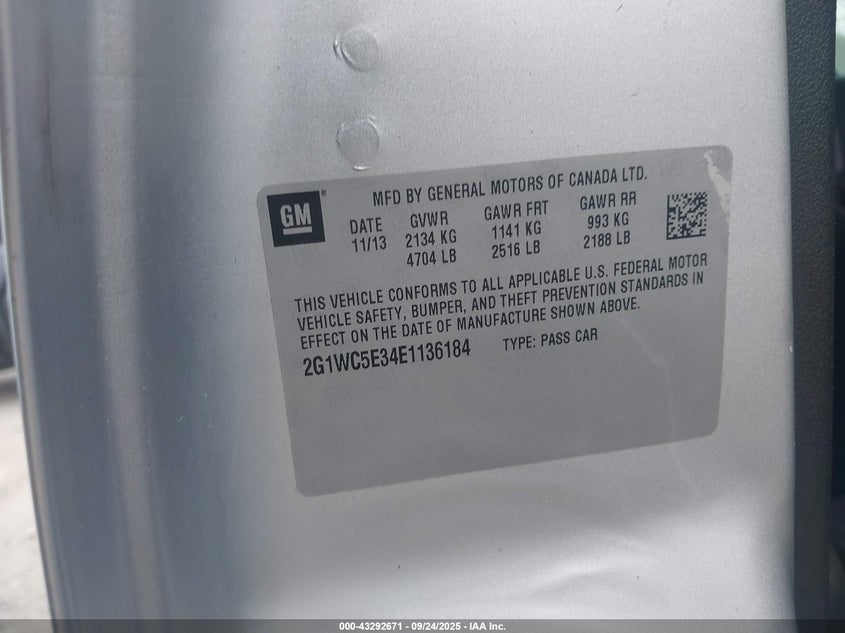 GM
®
MFD BY GENERAL MOTORS OF CANADA LTD.
DATE GVWR GAWR FRT GAWR RR
11/13 2134 KG 1141 KG 993 KG
4704 LB 2516 LB 2188 LB
THIS VEHICLE CONFORMS TO ALL APPLICABLE U.S. FEDERAL MOTOR
VEHICLE SAFETY, BUMPER, AND THEFT PREVENTION STANDARDS IN
EFFECT ON THE DATE OF MANUFACTURE SHOWN ABOVE.
2G1WC5E34E1136184 TYPE: PASS CAR
000-43292671 - 09/24/2025 - IAA Inc.